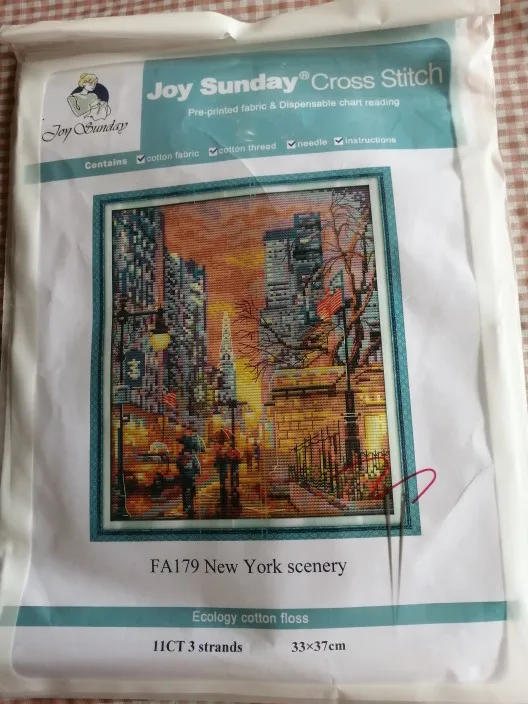 Joy Sunday® Cross Stitch
Pre-printed fabric & Dispensable chart reading
Joy Sunday
Contains ☑ cotton fabric ☑ cotton thread ☑ needle ☑ instructions
FA179 New York scenery
Ecology cotton floss
11CT 3 strands 33×37cm